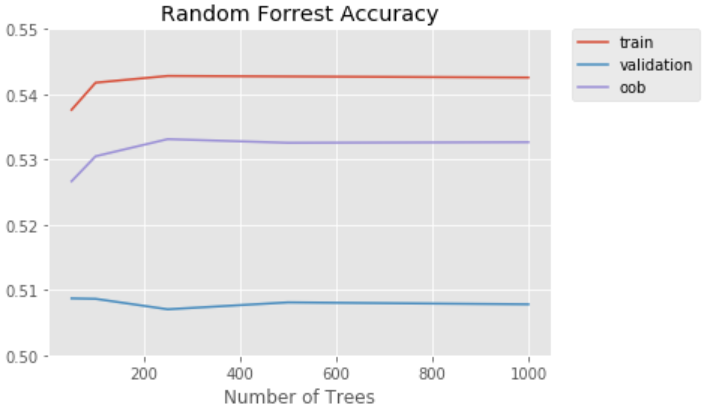 Random Forrest Accuracy
0.55
0.54
0.53
0.52
0.51
0.50
200
400
600
800
1000
Number of Trees
train
validation
oob